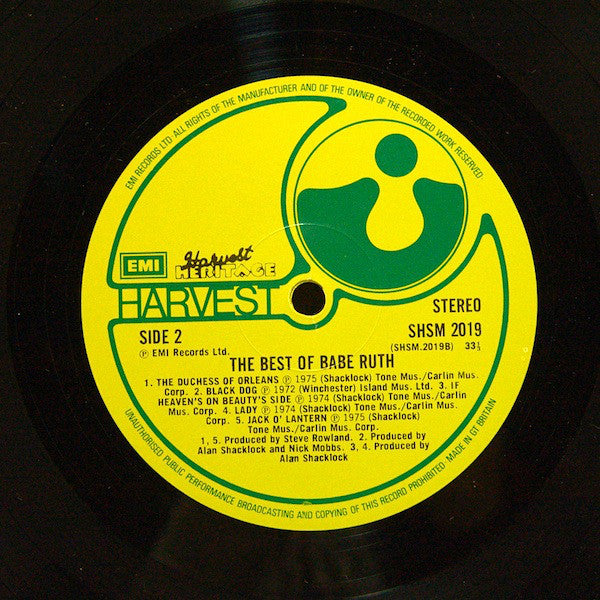 EMI RECORDS LTD·ALL RIGHTS OF THE MANUFACTURER AND OF THE OWNER OF THE RECORDED WORK RESERVED·
EMI
Harvest
HERITAGE
HARVEST
STEREO
SIDE 2
SHSM 2019
℗ EMI Records Ltd.
(SHSM.2019B) 33⅓
THE BEST OF BABE RUTH
1. THE DUCHESS OF ORLEANS ℗ 1975 (Shacklock) Tone Mus./Carlin Mus.
Corp. 2. BLACK DOG ℗ 1972 (Winchester) Island Mus. Ltd. 3. IF
HEAVEN'S ON BEAUTY'S SIDE ℗ 1974 (Shacklock) Tone Mus./Carlin
Mus. Corp. 4. LADY ℗ 1974 (Shacklock) Tone Mus./Carlin Mus.
Corp. 5. JACK O' LANTERN ℗ 1975 (Shacklock)
Tone Mus./Carlin Mus. Corp.
1, 5. Produced by Steve Rowland. 2. Produced by
Alan Shacklock and Nick Mobbs. 3, 4. Produced by
Alan Shacklock
UNAUTHORISED PUBLIC PERFORMANCE BROADCASTING AND COPYING OF THIS RECORD PROHIBITED·MADE IN GT BRITAIN